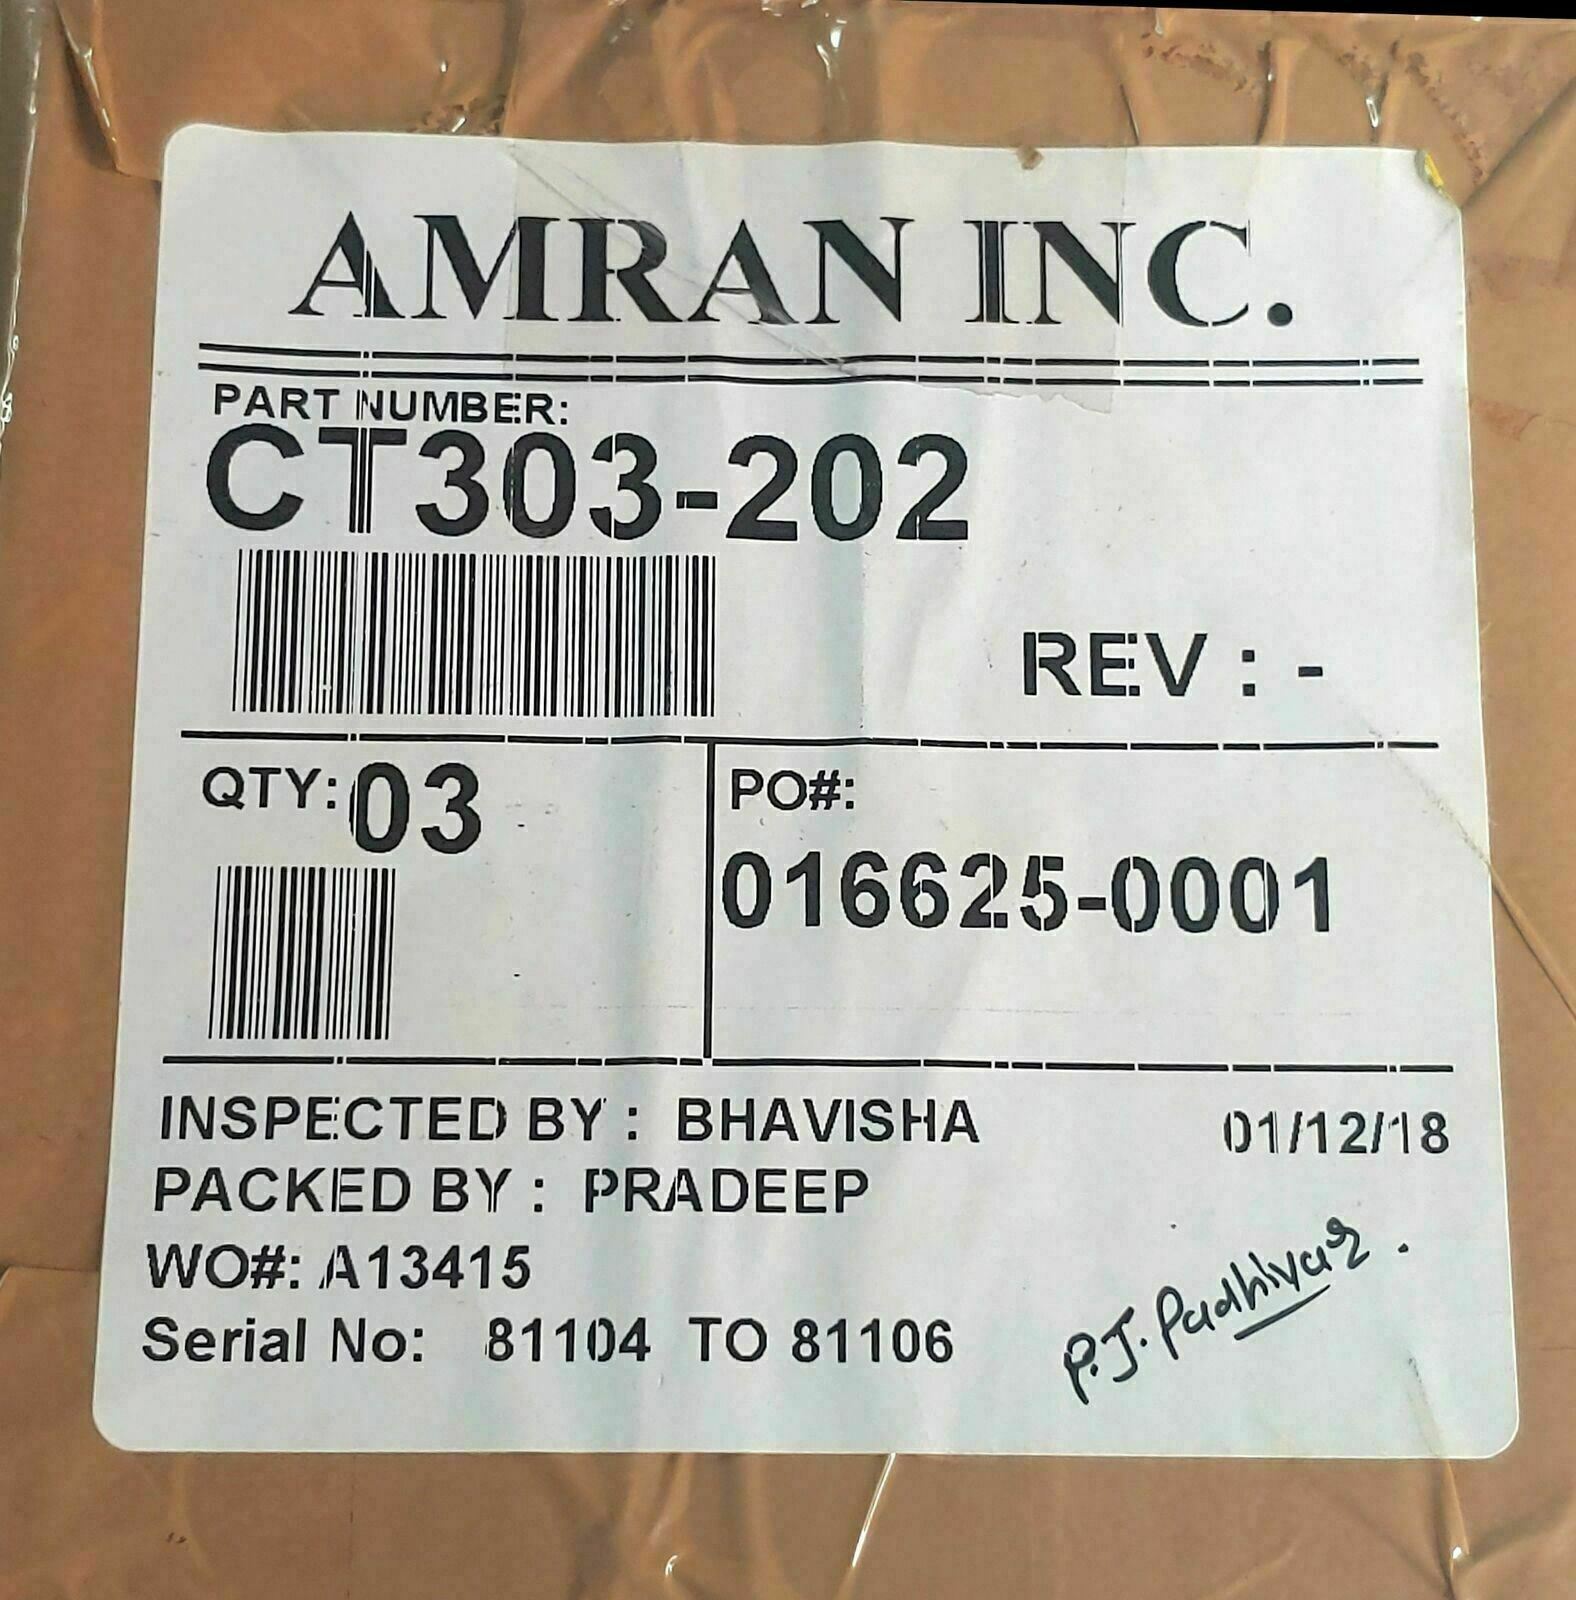 AMRAN INC.
PART NUMBER:
CT303-202
REV : -
QTY: 03
PO#:
016625-0001
INSPECTED BY : BHAVISHA 01/12/18
PACKED BY : PRADEEP
WO#: A13415
Serial No: 81104 TO 81106
P.J. Padhivar.